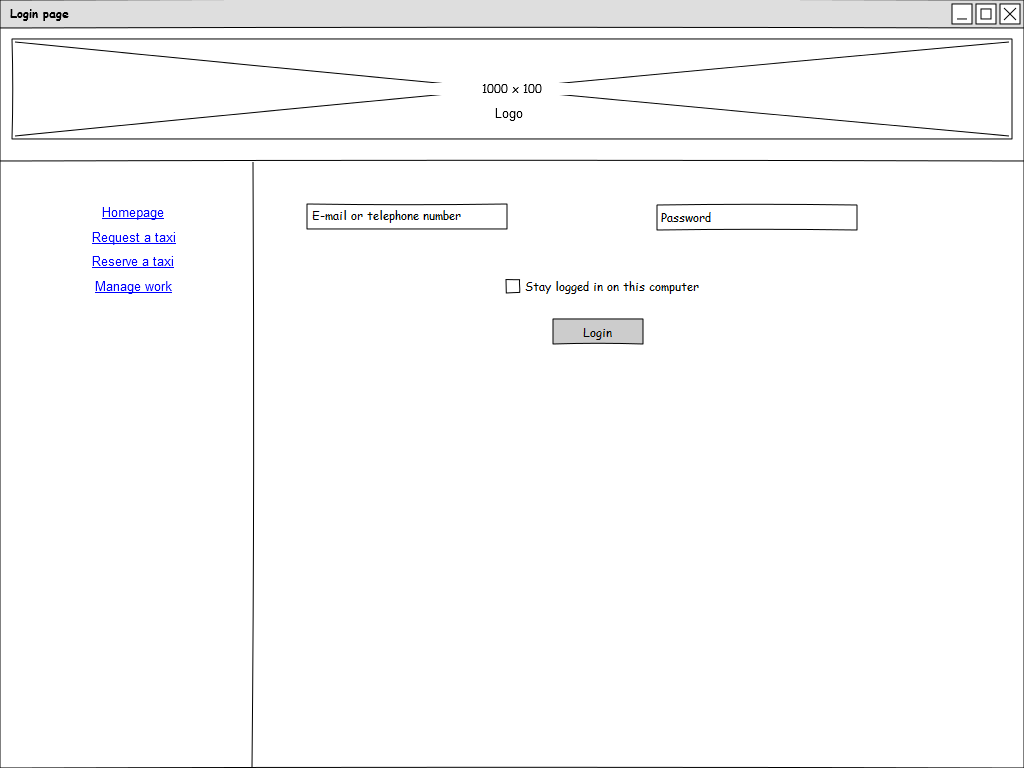 Login page
1000 x 100
Logo
Homepage
Request a taxi
Reserve a taxi
Manage work
E-mail or telephone number
Password
Stay logged in on this computer
Login